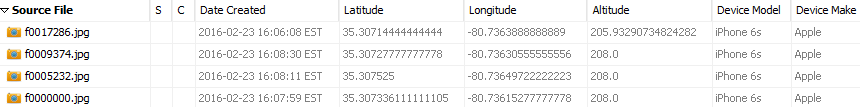 Source File S C Date Created Latitude Longitude Altitude Device Model Device Make
f0017286.jpg 2016-02-23 16:06:08 EST 35.30714444444444 -80.7363888888889 205.93290734824282 iPhone 6s Apple
f0009374.jpg 2016-02-23 16:08:30 EST 35.30727777777778 -80.73630555555556 208.0 iPhone 6s Apple
f0005232.jpg 2016-02-23 16:08:11 EST 35.307525 -80.73649722222223 208.0 iPhone 6s Apple
f0000000.jpg 2016-02-23 16:07:59 EST 35.307336111111105 -80.73615277777778 208.0 iPhone 6s Apple